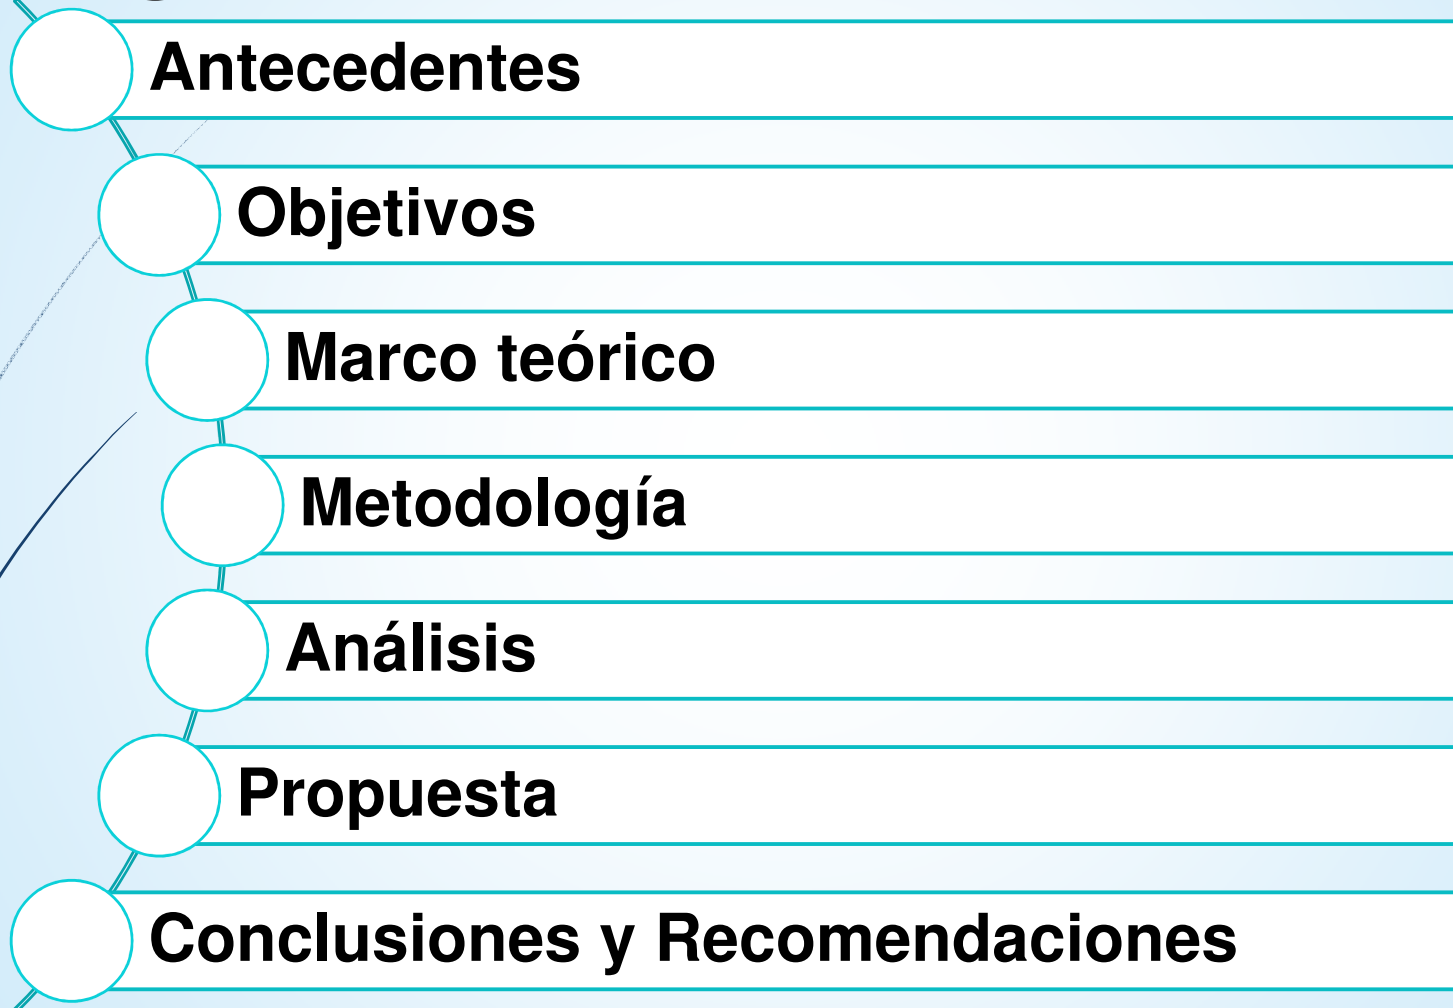 Antecedentes
Objetivos
Marco teórico
Metodología
Análisis
Propuesta
Conclusiones y Recomendaciones